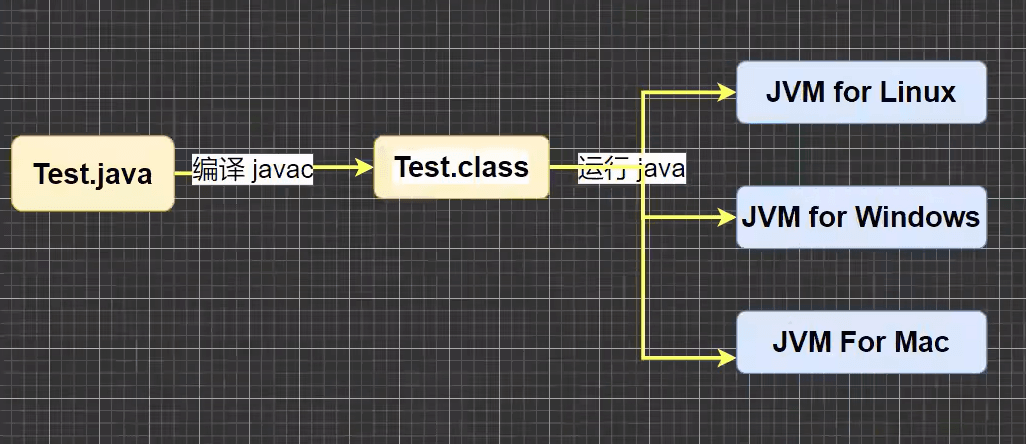 Test.java
编译 javac
Test.class
运行 java
JVM for Linux
JVM for Windows
JVM For Mac